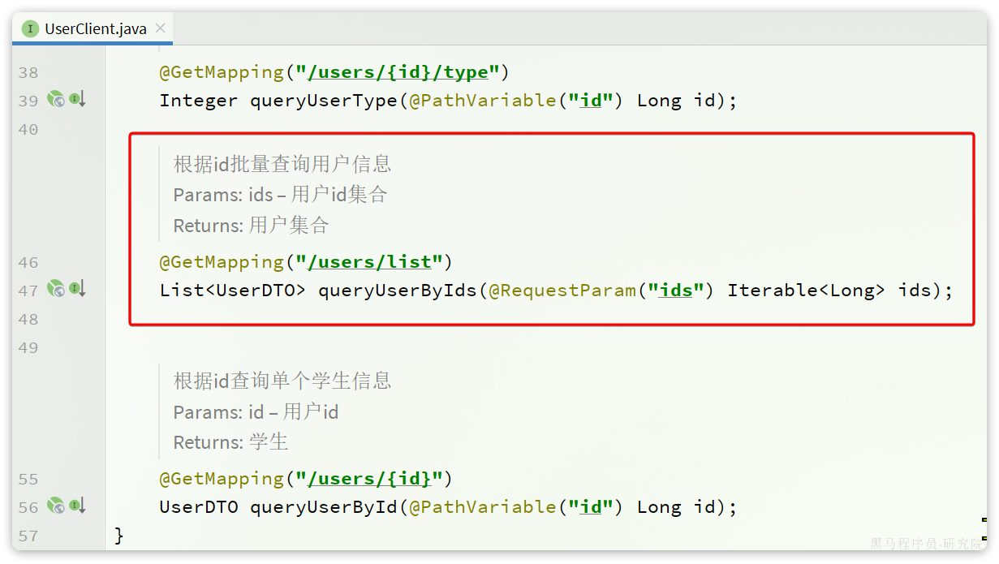 UserClient.java
38 @GetMapping("/users/{id}/type")
39 Integer queryUserType(@PathVariable("id") Long id);
40
根据id批量查询用户信息
Params: ids – 用户id集合
Returns: 用户集合
46 @GetMapping("/users/list")
47 List<UserDTO> queryUserByIds(@RequestParam("ids") Iterable<Long> ids);
48
49
根据id查询单个学生信息
Params: id – 用户id
Returns: 学生
55 @GetMapping("/users/{id}")
56 UserDTO queryUserById(@PathVariable("id") Long id);
57 }
黑马程序员-研究院